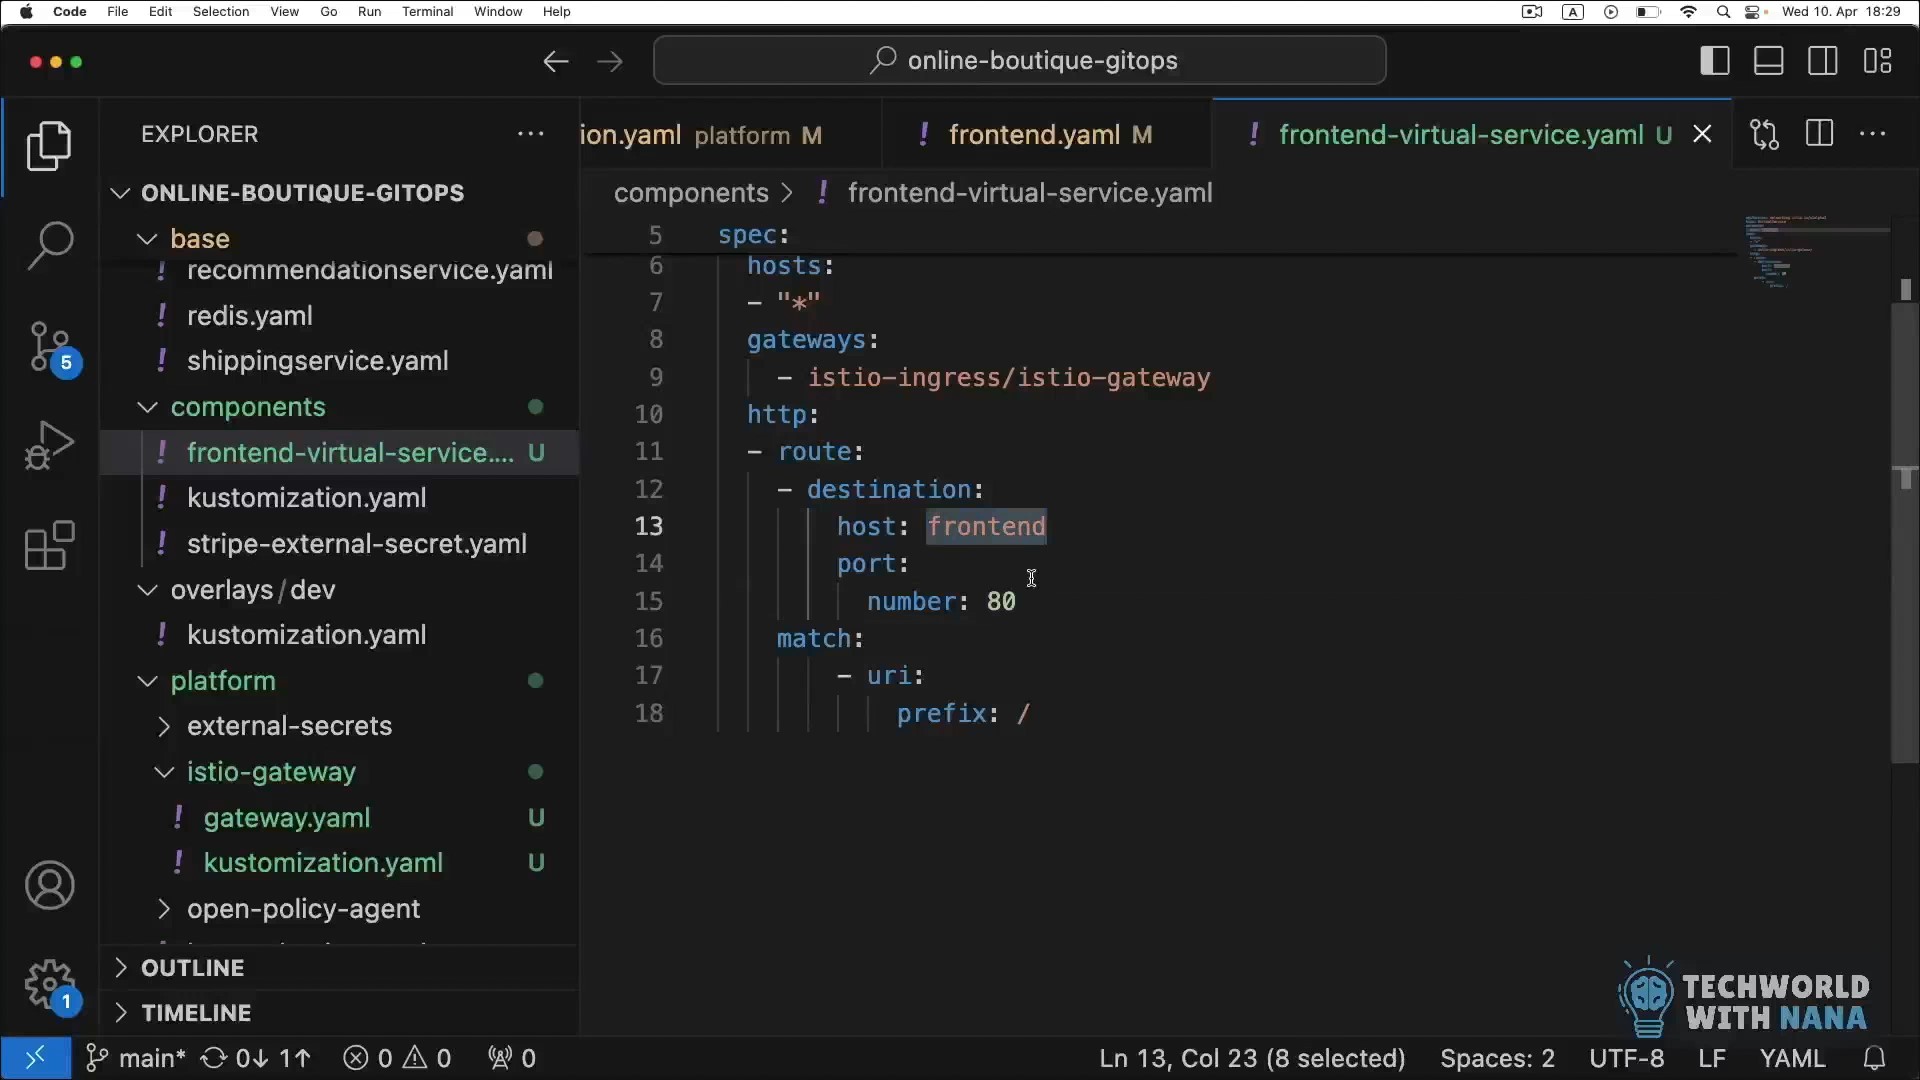 Code File Edit Selection View Go Run Terminal Window Help A Wed 10. Apr 18:29
online-boutique-gitops
EXPLORER
ion.yaml platform M
! frontend.yaml M
! frontend-virtual-service.yaml U
components > ! frontend-virtual-service.yaml
ONLINE-BOUTIQUE-GITOPS
base
! recommendationservice.yaml
! redis.yaml
! shippingservice.yaml
components
! frontend-virtual-service.... U
! kustomization.yaml
! stripe-external-secret.yaml
overlays / dev
! kustomization.yaml
platform
external-secrets
istio-gateway
! gateway.yaml U
! kustomization.yaml U
open-policy-agent
OUTLINE
TIMELINE
5
1
5 spec:
6 hosts:
7 - "*"
8 gateways:
9 - istio-ingress/istio-gateway
10 http:
11 - route:
12 - destination:
13 host: frontend
14 port:
15 number: 80
16 match:
17 - uri:
18 prefix: /
TECHWORLD
WITH NANA
main* 0↓ 1↑ 0 0 0 Ln 13, Col 23 (8 selected) Spaces: 2 UTF-8 LF YAML